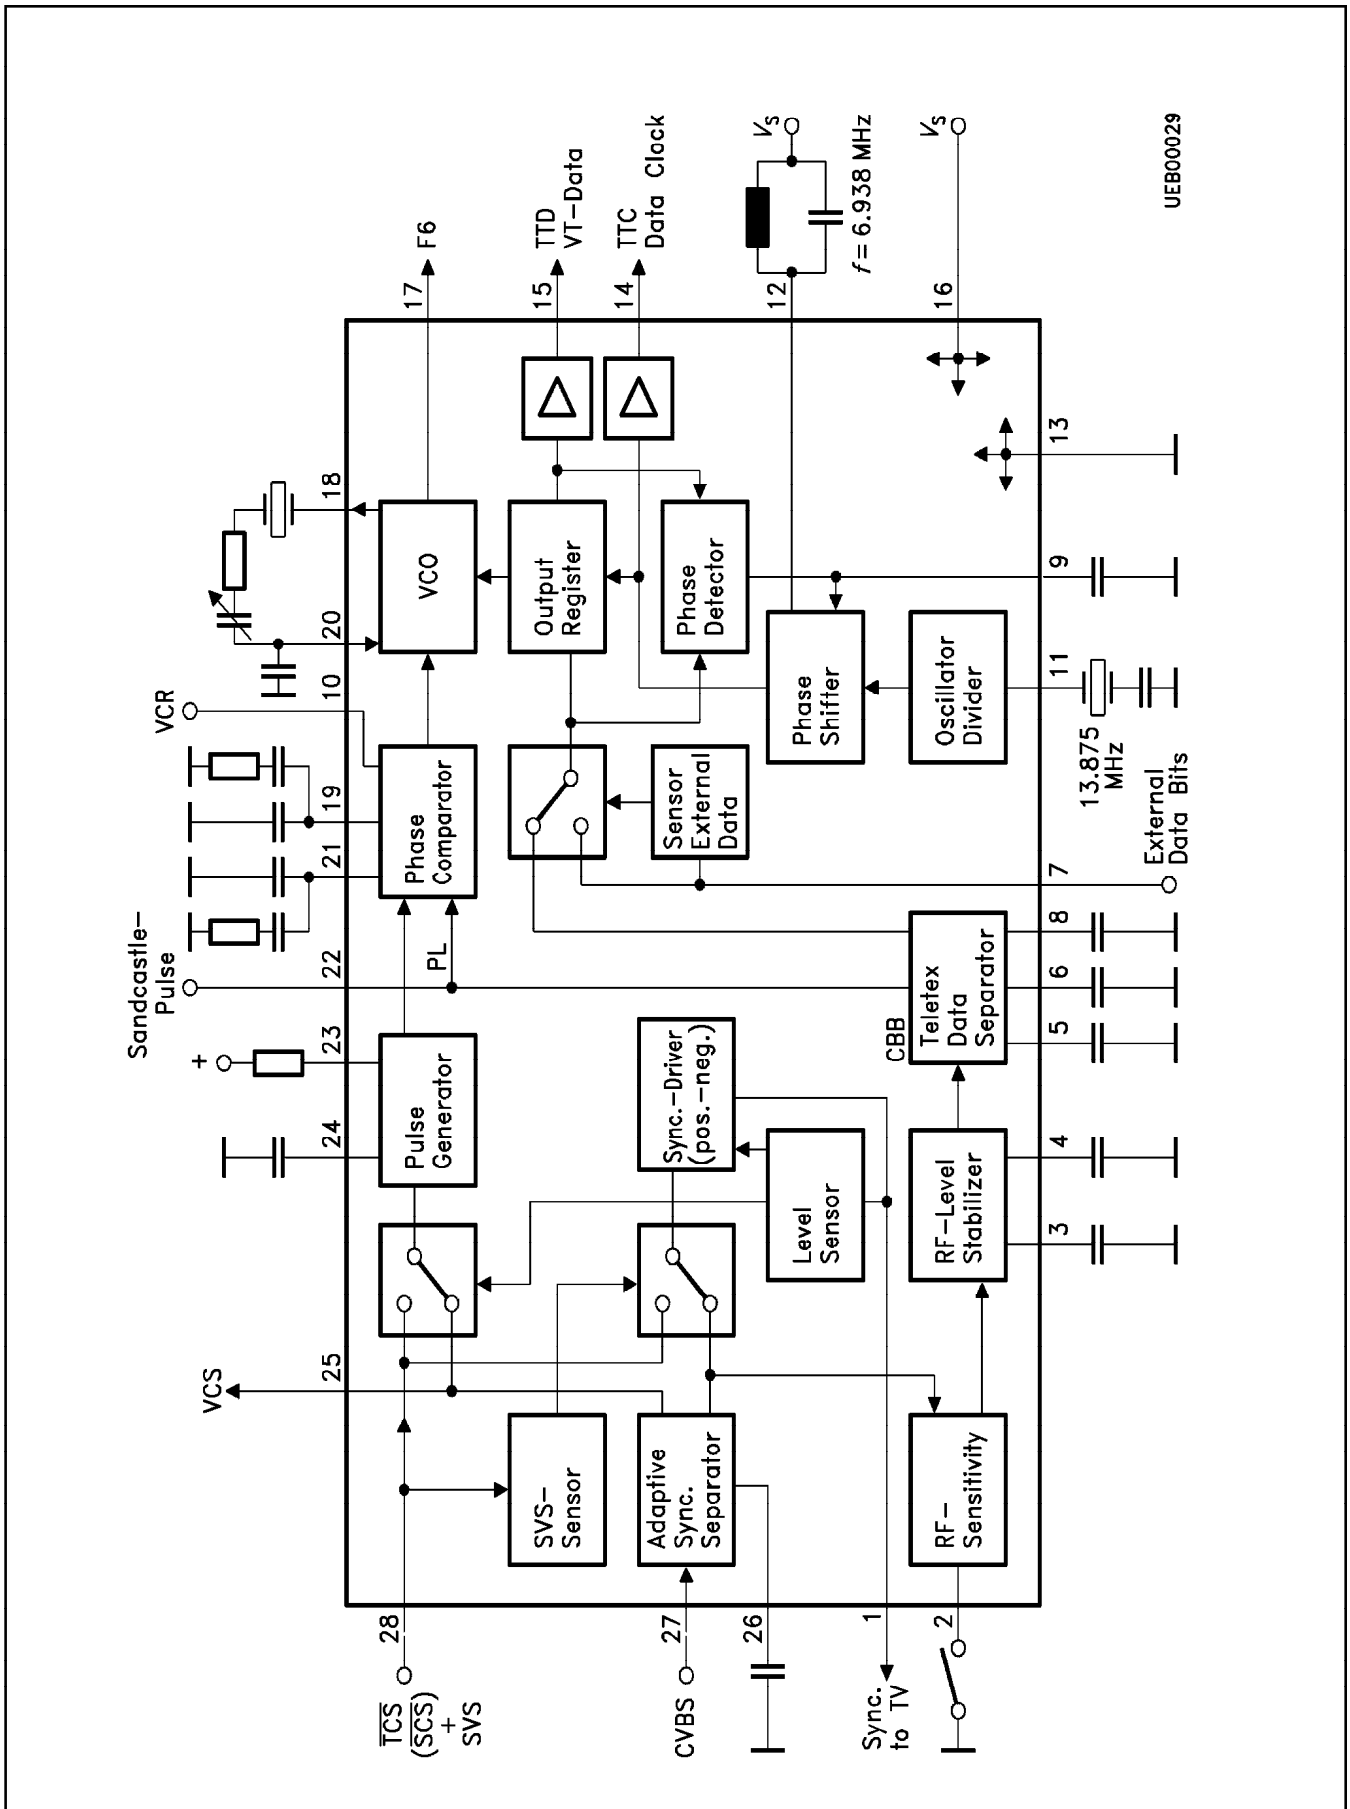 Sandcastle-
Pulse
VCR
VCS
25
24
+
23
22
21
19
10
20
18
17
F6
Pulse
Generator
PL
Phase
Comparator
VCO
28
TCS
(SCS)
+
SVS
SVS-
Sensor
Output
Register
15
TTD
VT-Data
27
CVBS
Adaptive
Sync.
Separator
Sync.-Driver
(pos.-neg.)
Sensor
External
Data
Phase
Detector
14
TTC
Data Clock
26
Level
Sensor
Phase
Shifter
12
Vs
f = 6.938 MHz
1
Sync.
to TV
2
RF-
Sensitivity
RF-Level
Stabilizer
CBB
Teletex
Data
Separator
Oscillator
Divider
16
Vs
3
4
5
6
8
7
11
9
13
External
Data Bits
13.875
MHz
UEB00029